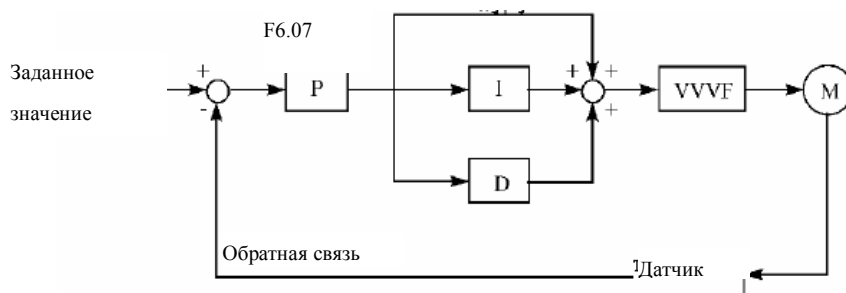 F6.07
Заданное
значение
+
-
P
I
D
+
+
+
VVVF
M
Обратная связь
Датчик